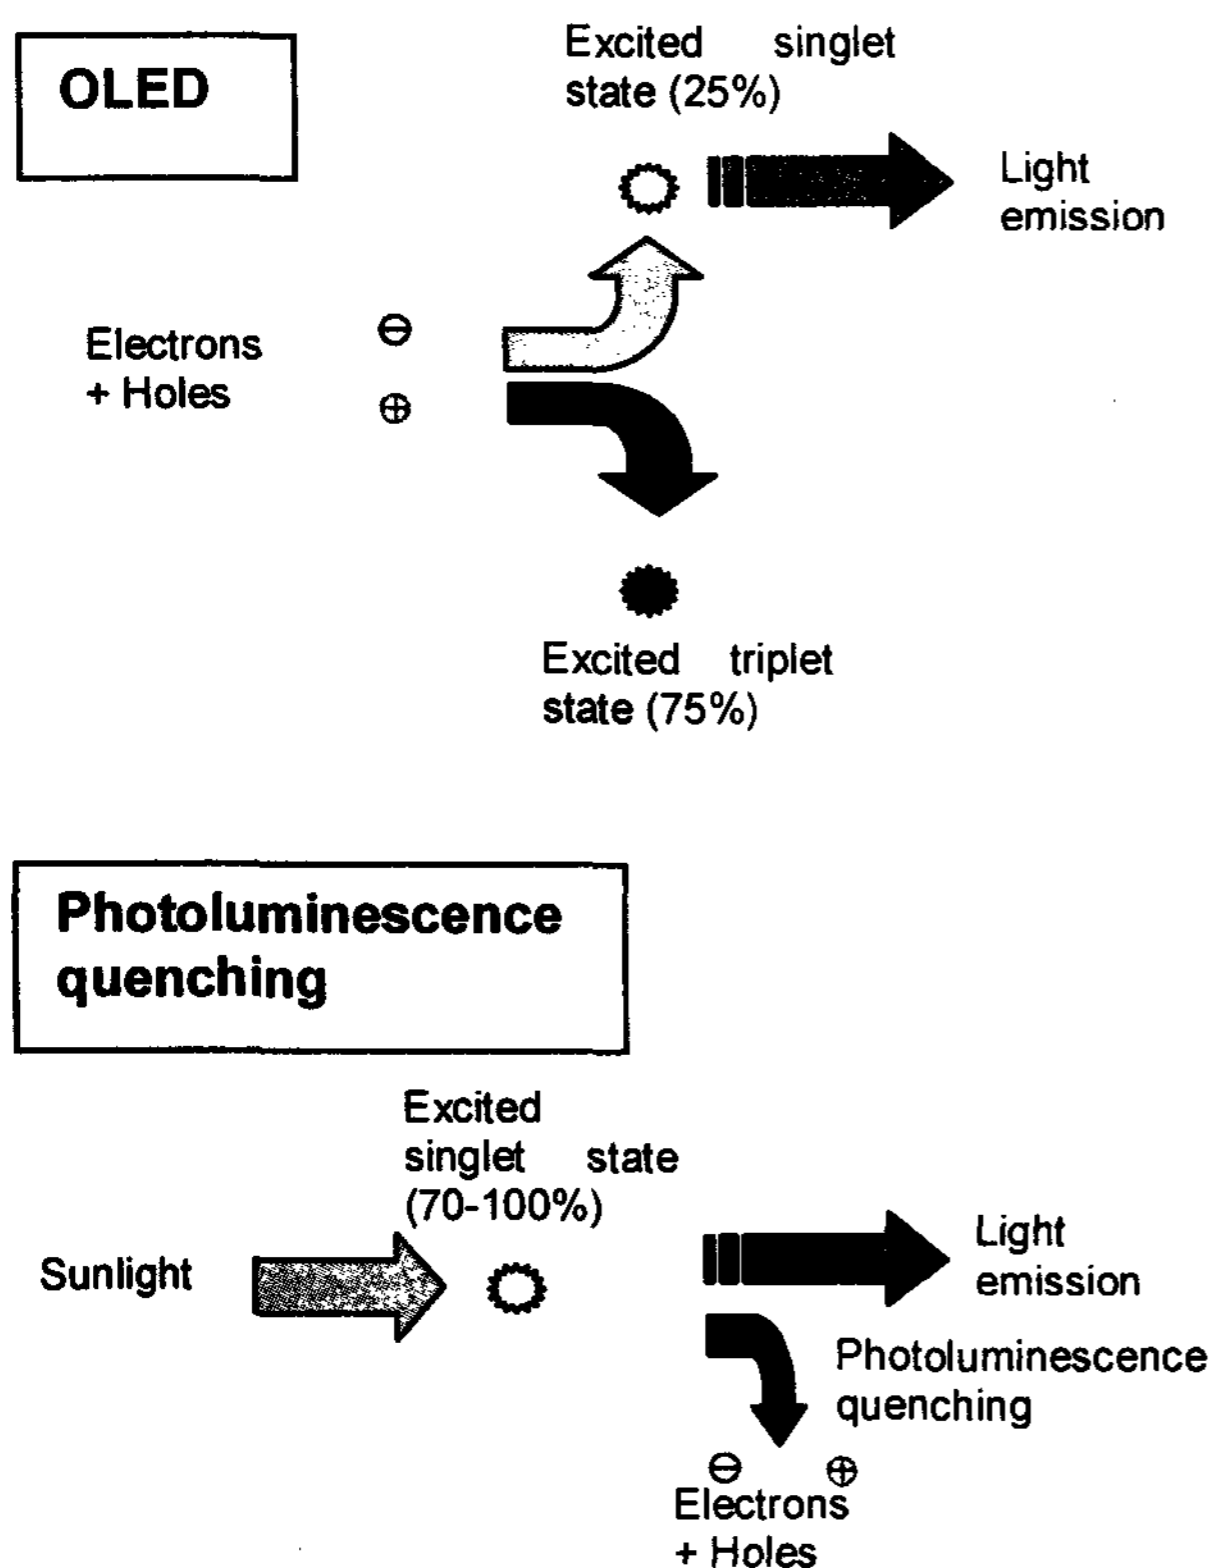 OLED
Excited singlet
state (25%)
Light
emission
Electrons
+ Holes
⊖
⊕
Excited triplet
state (75%)
Photoluminescence
quenching
Excited
singlet state
(70-100%)
Sunlight
Light
emission
Photoluminescence
quenching
⊖ ⊕
Electrons
+ Holes